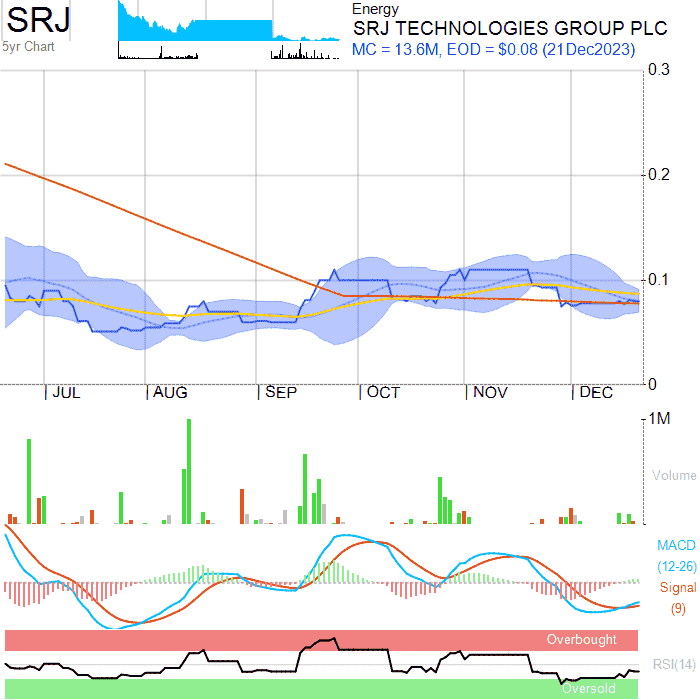 SRJ
5yr Chart
Energy
SRJ TECHNOLOGIES GROUP PLC
MC = 13.6M, EOD = $0.08 (21Dec2023)
0.3
0.2
0.1
0
JUL AUG SEP OCT NOV DEC
1M
Volume
MACD
(12-26)
Signal
(9)
Overbought
RSI(14)
Oversold